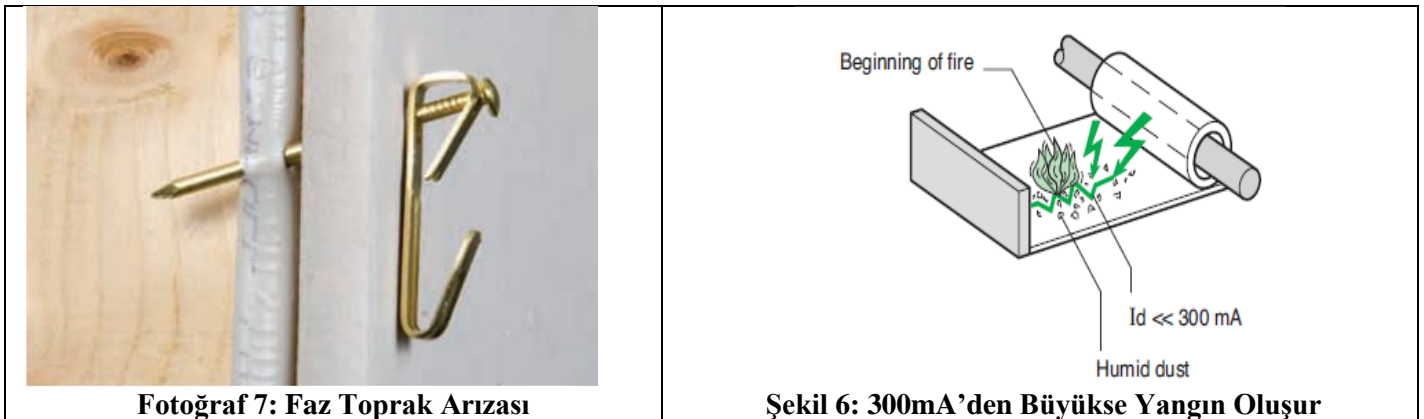 Fotoğraf 7: Faz Toprak Arızası
Beginning of fire
Id << 300 mA
Humid dust
Şekil 6: 300mA’den Büyükse Yangın Oluşur